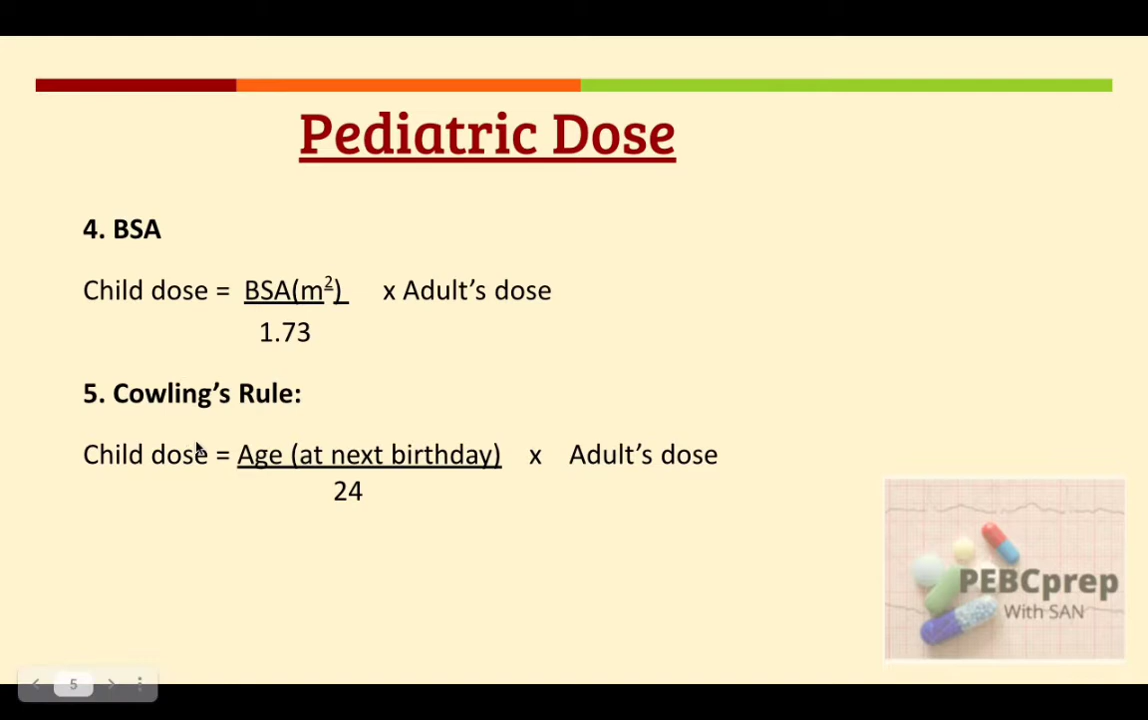 Pediatric Dose
4. BSA
Child dose = BSA(m²) x Adult’s dose
1.73
5. Cowling’s Rule:
Child dose = Age (at next birthday) x Adult’s dose
24
PEBCprep
With SAN
5